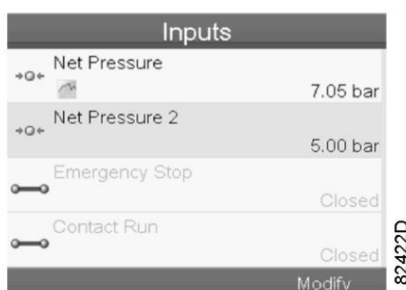 Inputs
Net Pressure
7.05 bar
Net Pressure 2
5.00 bar
Emergency Stop
Closed
Contact Run
Closed
Modify
82422D